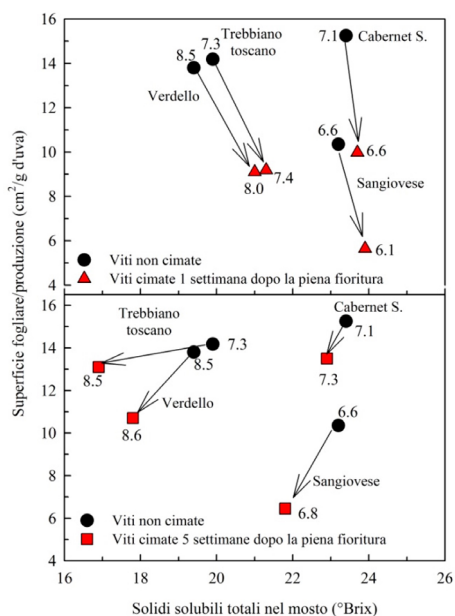 Superficie fogliare/produzione (cm²/g d'uva)
16
14
12
10
8
6
4
Trebbiano
toscano
7.3
8.5
Verdello
8.0
7.4
7.1
Cabernet S.
6.6
6.6
Sangiovese
6.1
Viti non cimate
Viti cimate 1 settimana dopo la piena fioritura
16
14
12
10
8
6
4
Trebbiano
toscano
7.3
8.5
8.5
Verdello
8.6
Cabernet S.
7.1
7.3
6.6
Sangiovese
6.8
Viti non cimate
Viti cimate 5 settimane dopo la piena fioritura
16 18 20 22 24 26
Solidi solubili totali nel mosto (°Brix)